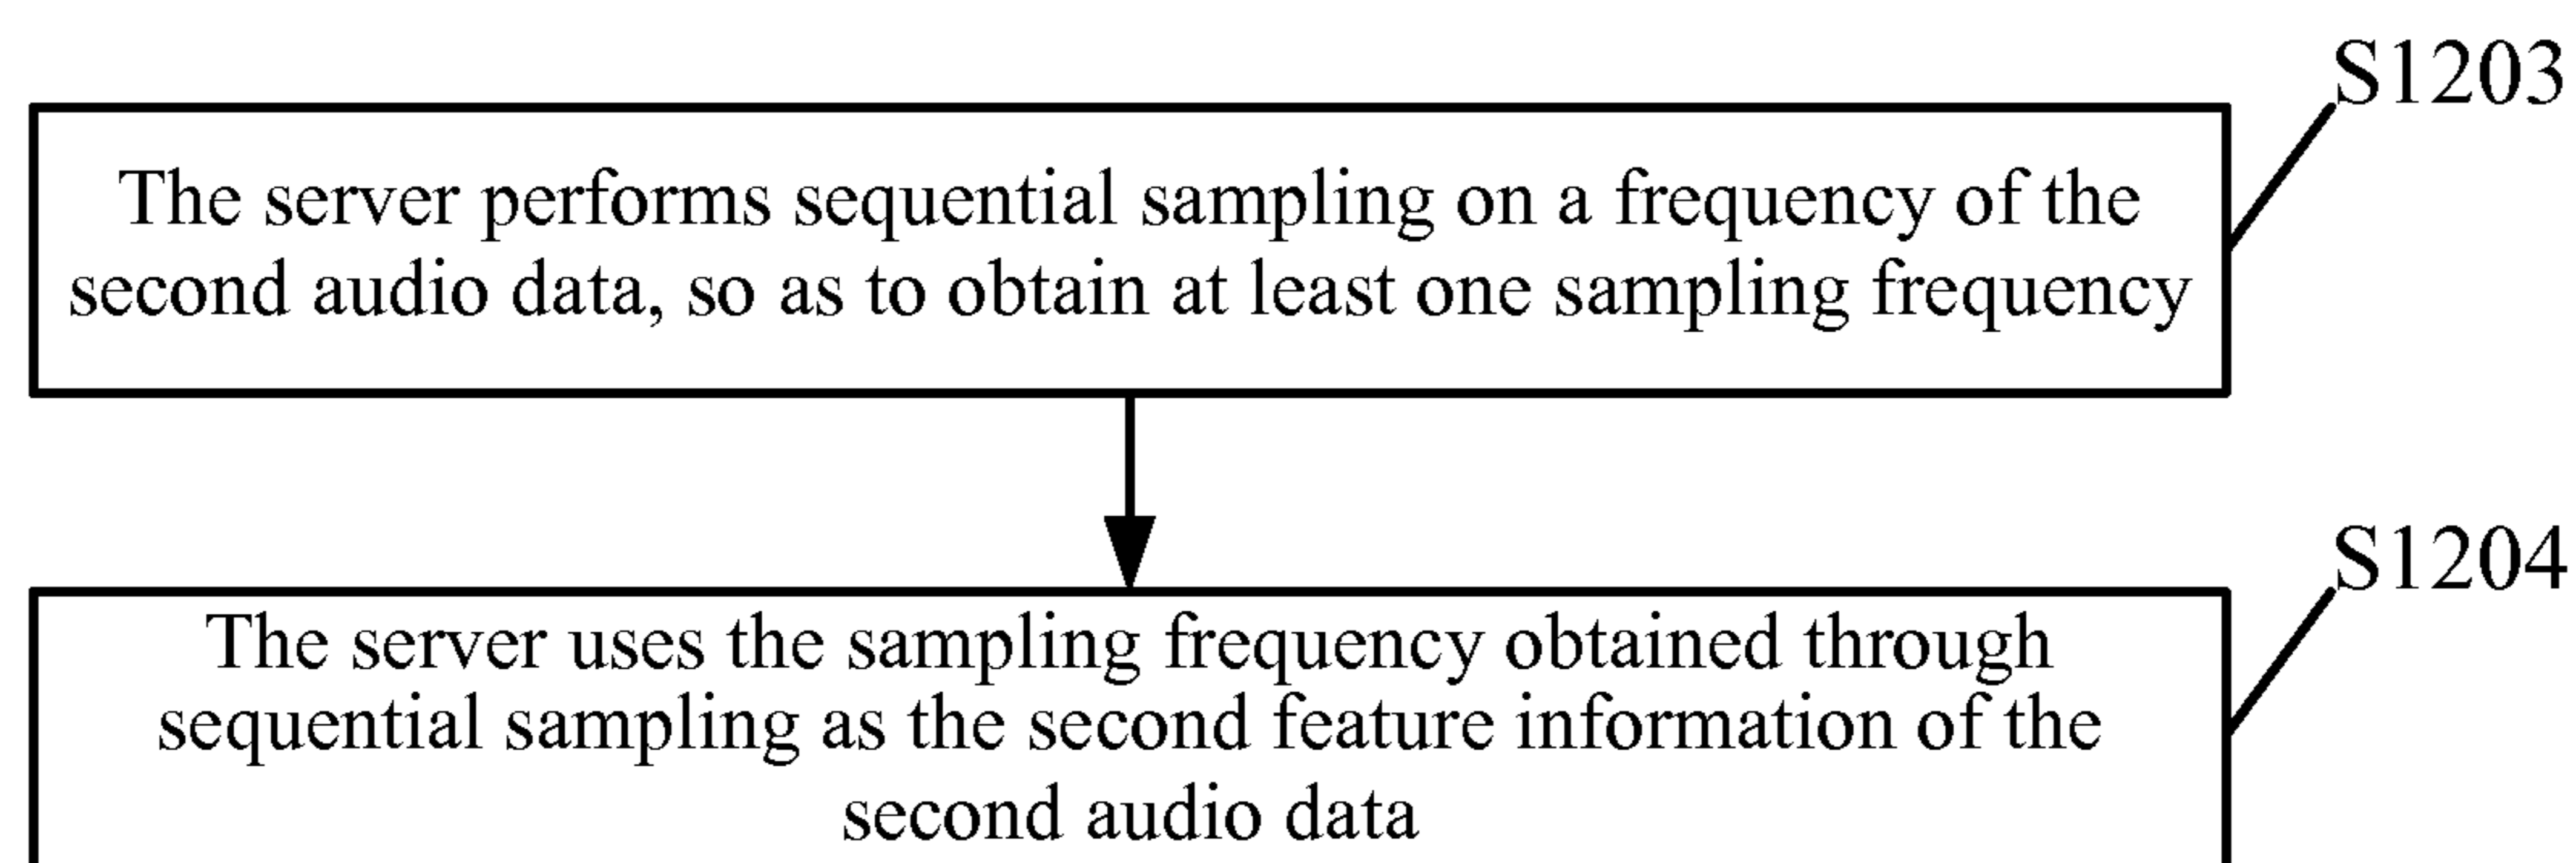 S1203
The server performs sequential sampling on a frequency of the
second audio data, so as to obtain at least one sampling frequency
S1204
The server uses the sampling frequency obtained through
sequential sampling as the second feature information of the
second audio data